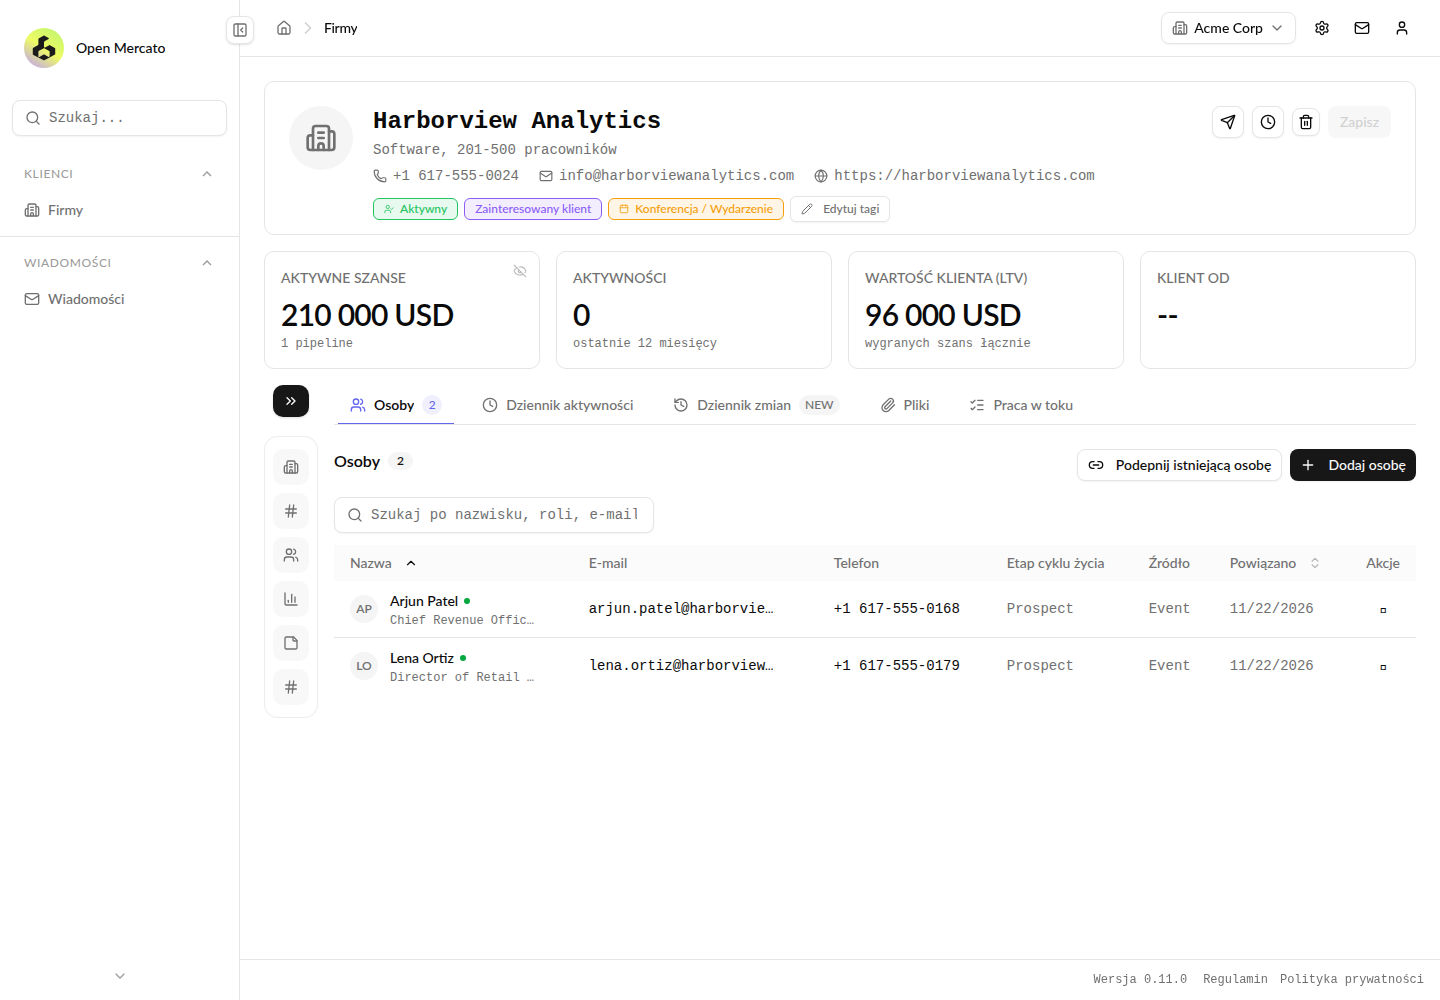 Open Mercato
Firmy
Acme Corp
Szukaj...
KLIENCI
Firmy
WIADOMOŚCI
Wiadomości
Harborview Analytics
Software, 201-500 pracowników
+1 617-555-0024
info@harborviewanalytics.com
https://harborviewanalytics.com
Aktywny
Zainteresowany klient
Konferencja / Wydarzenie
Edytuj tagi
Zapisz
AKTYWNE SZANSE
210 000 USD
1 pipeline
AKTYWNOŚCI
0
ostatnie 12 miesięcy
WARTOŚĆ KLIENTA (LTV)
96 000 USD
wygranych szans łącznie
KLIENT OD
--
Osoby 2
Dziennik aktywności
Dziennik zmian NEW
Pliki
Praca w toku
Osoby 2
Podepnij istniejącą osobę
Dodaj osobę
Szukaj po nazwisku, roli, e-mail
Nazwa E-mail Telefon Etap cyklu życia Źródło Powiązano Akcje
AP Arjun Patel arjun.patel@harborvie… +1 617-555-0168 Prospect Event 11/22/2026
Chief Revenue Offic…
LO Lena Ortiz lena.ortiz@harborview… +1 617-555-0179 Prospect Event 11/22/2026
Director of Retail …
Wersja 0.11.0 Regulamin Polityka prywatności